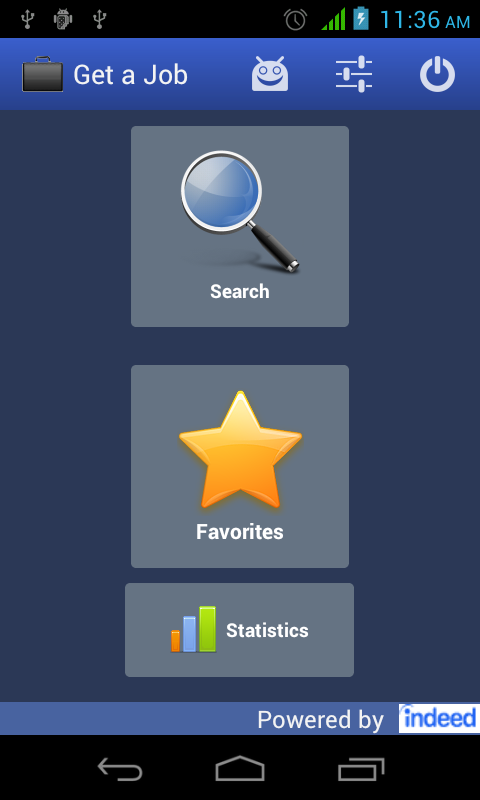 11:36 AM
Get a Job
Search
Favorites
Statistics
Powered by indeed